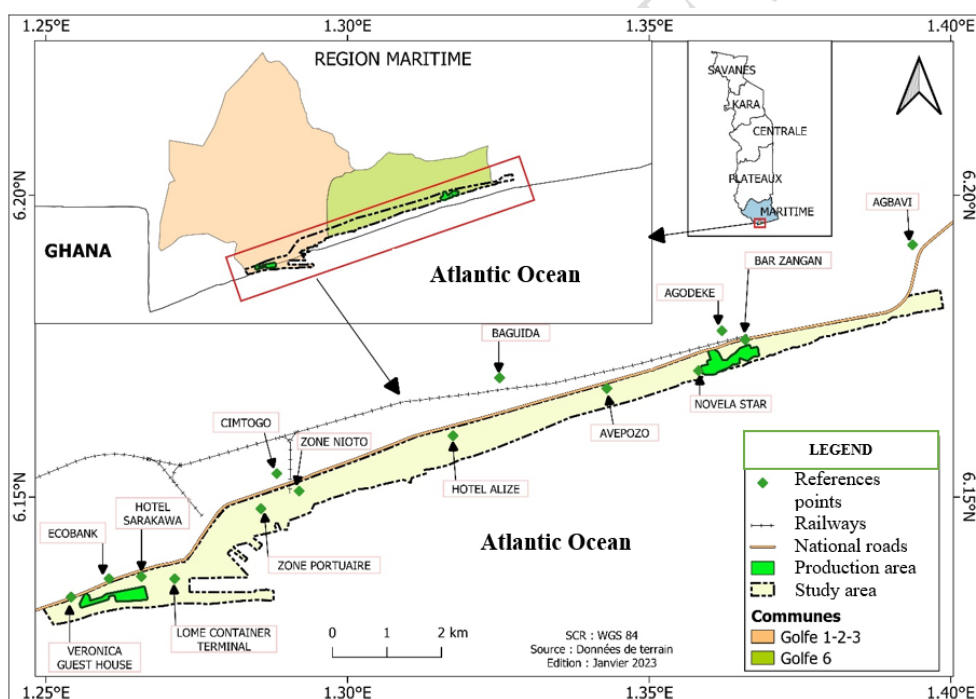 1.25°E
1.30°E
1.35°E
1.40°E
REGION MARITIME
SAVANES
KARA
CENTRALE
PLATEAUX
MARITIME
6.20°N
6.20°N
GHANA
Atlantic Ocean
AGBAVI
BAR ZANGAN
AGODEKE
BAGUIDA
NOVELA STAR
AVEPOZO
CIMTOGO
ZONE NIOTO
HOTEL ALIZE
6.15°N
6.15°N
HOTEL
SARAKAWA
ECOBANK
ZONE PORTUAIRE
Atlantic Ocean
LOME CONTAINER
TERMINAL
VERONICA
GUEST HOUSE
0 1 2 km
SCR : WGS 84
Source : Données de terrain
Edition : Janvier 2023
LEGEND
References
points
Railways
National roads
Production area
Study area
Communes
Golfe 1-2-3
Golfe 6
1.25°E
1.30°E
1.35°E
1.40°E